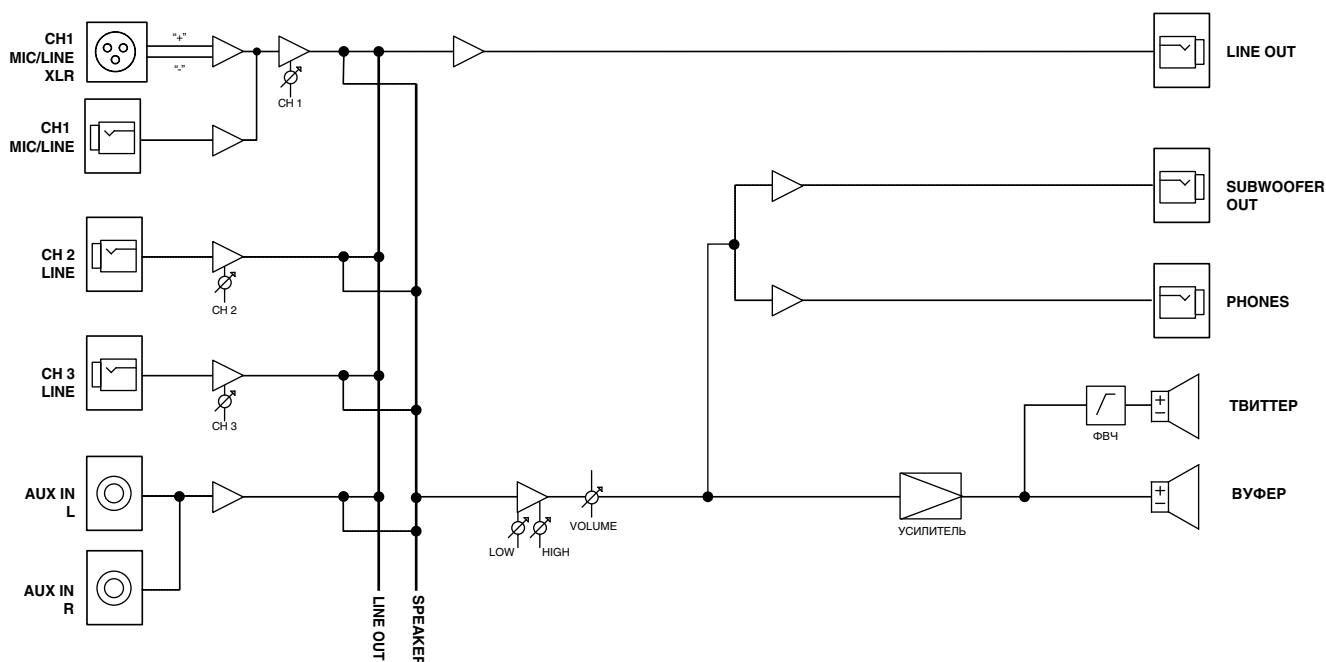 CH1
MIC/LINE
XLR
“+”
“-”
CH 1
LINE OUT
CH1
MIC/LINE
SUBWOOFER
OUT
CH 2
LINE
CH 2
PHONES
CH 3
LINE
CH 3
ТВИТТЕР
ФВЧ
AUX IN
L
LOW
HIGH
VOLUME
УСИЛИТЕЛЬ
ВУФЕР
AUX IN
R
LINE OUT
SPEAKER